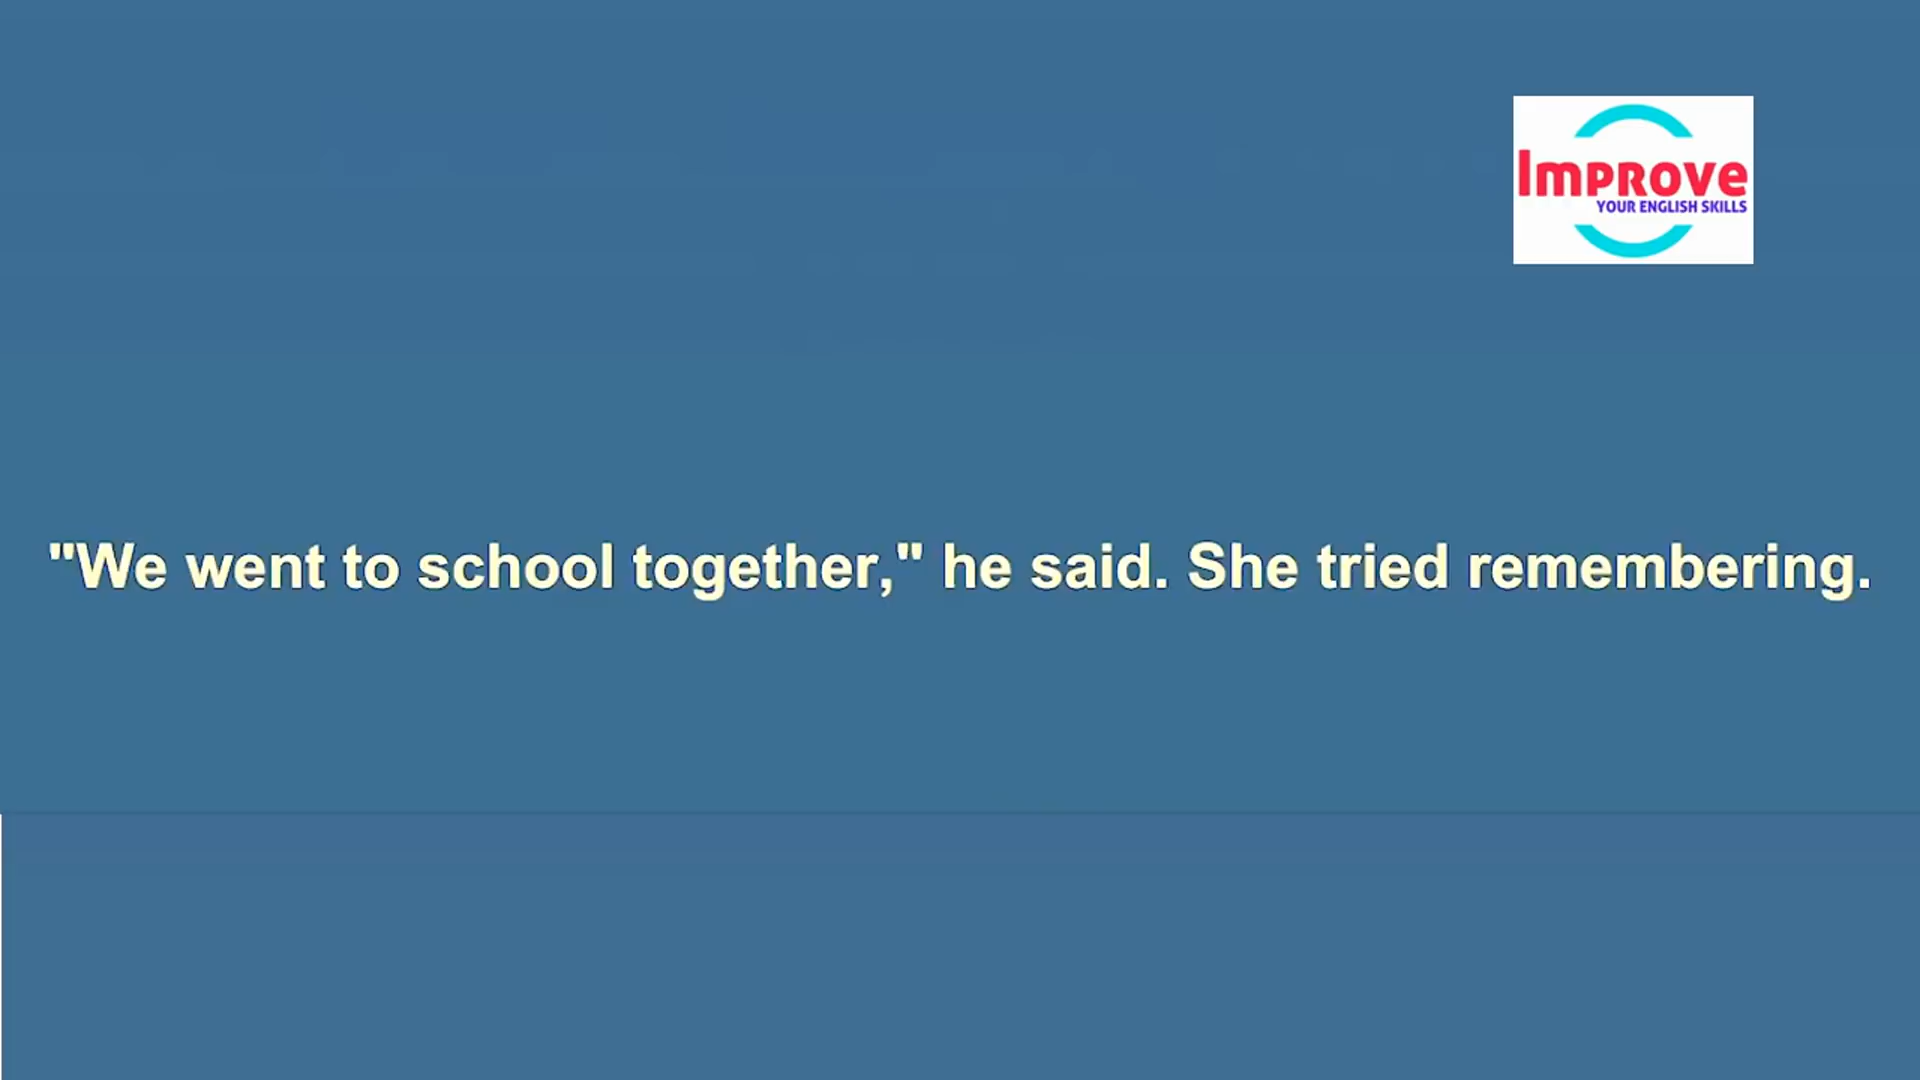 Improve
YOUR ENGLISH SKILLS
"We went to school together," he said. She tried remembering.